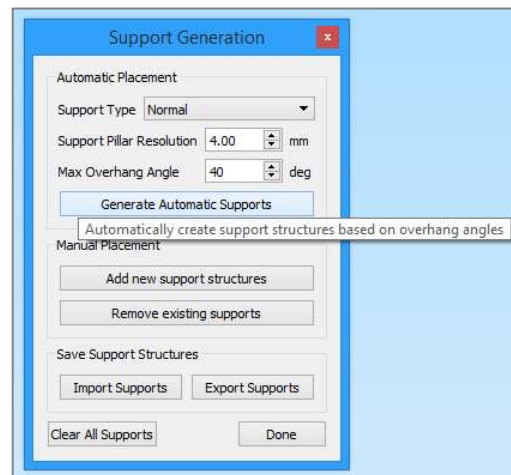 Support Generation
x
Automatic Placement
Support Type Normal
Support Pillar Resolution 4.00 mm
Max Overhang Angle 40 deg
Generate Automatic Supports
Automatically create support structures based on overhang angles
Manual Placement
Add new support structures
Remove existing supports
Save Support Structures
Import Supports Export Supports
Clear All Supports Done